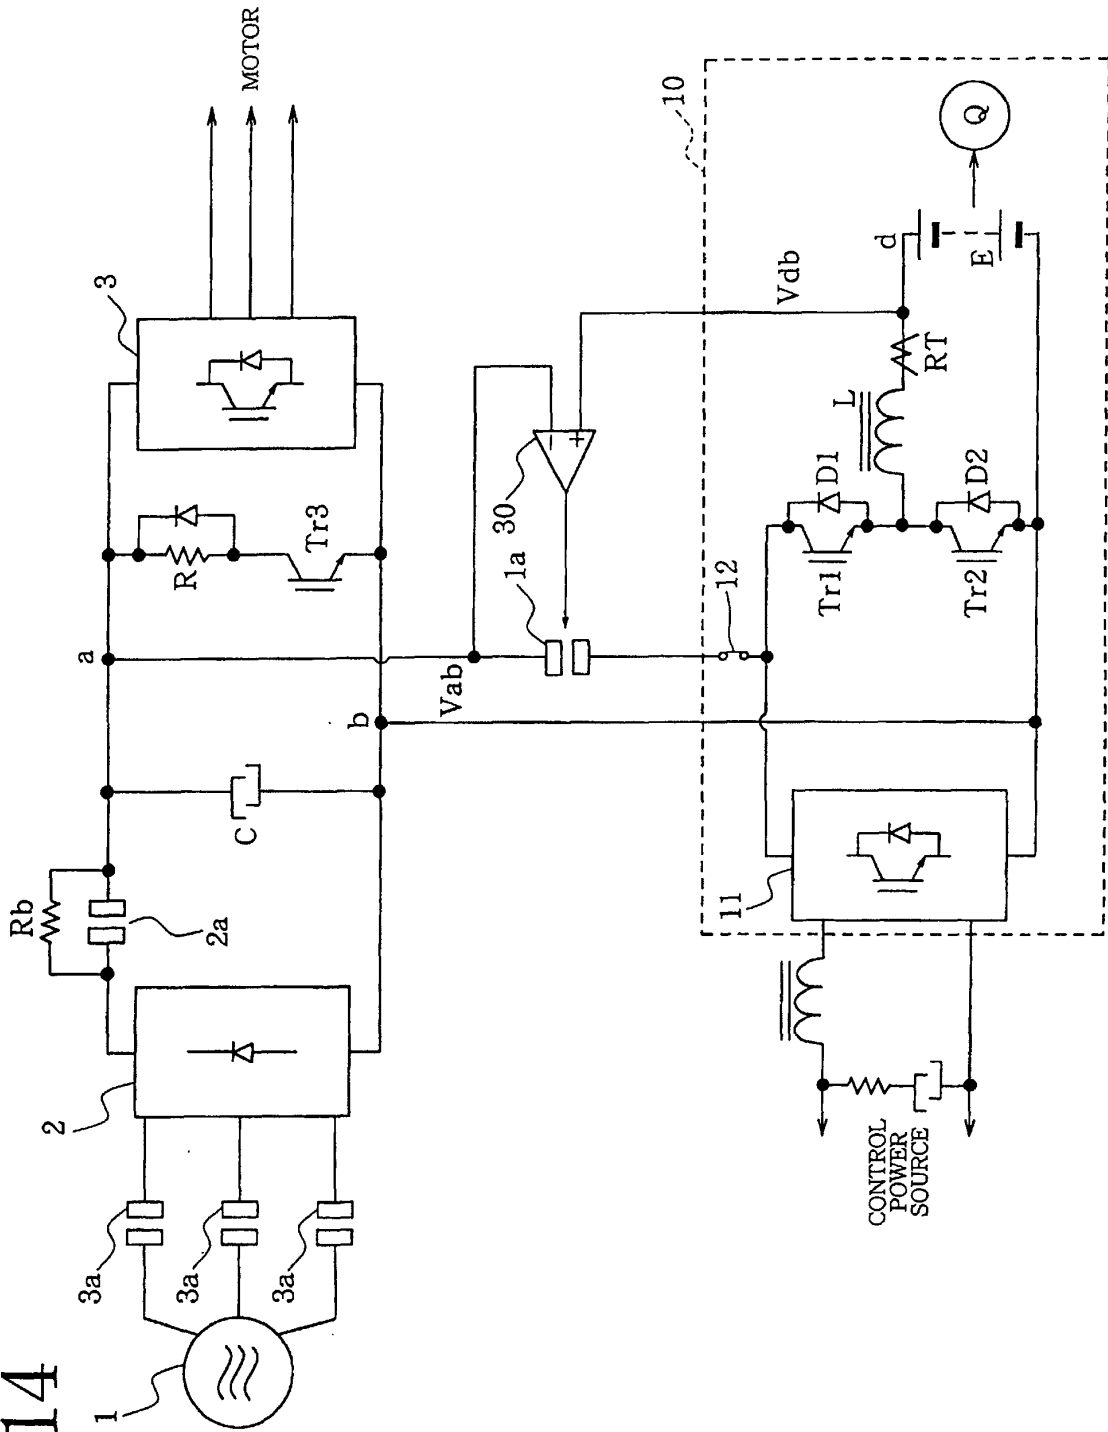 14
1
3a
3a
3a
2
Rb
2a
C
a
b
R
Tr3
3
MOTOR
Vab
1a
30
−
+
Vdb
10
12
Tr1
D1
Tr2
D2
L
RT
d
E
Q
11
CONTROL
POWER
SOURCE